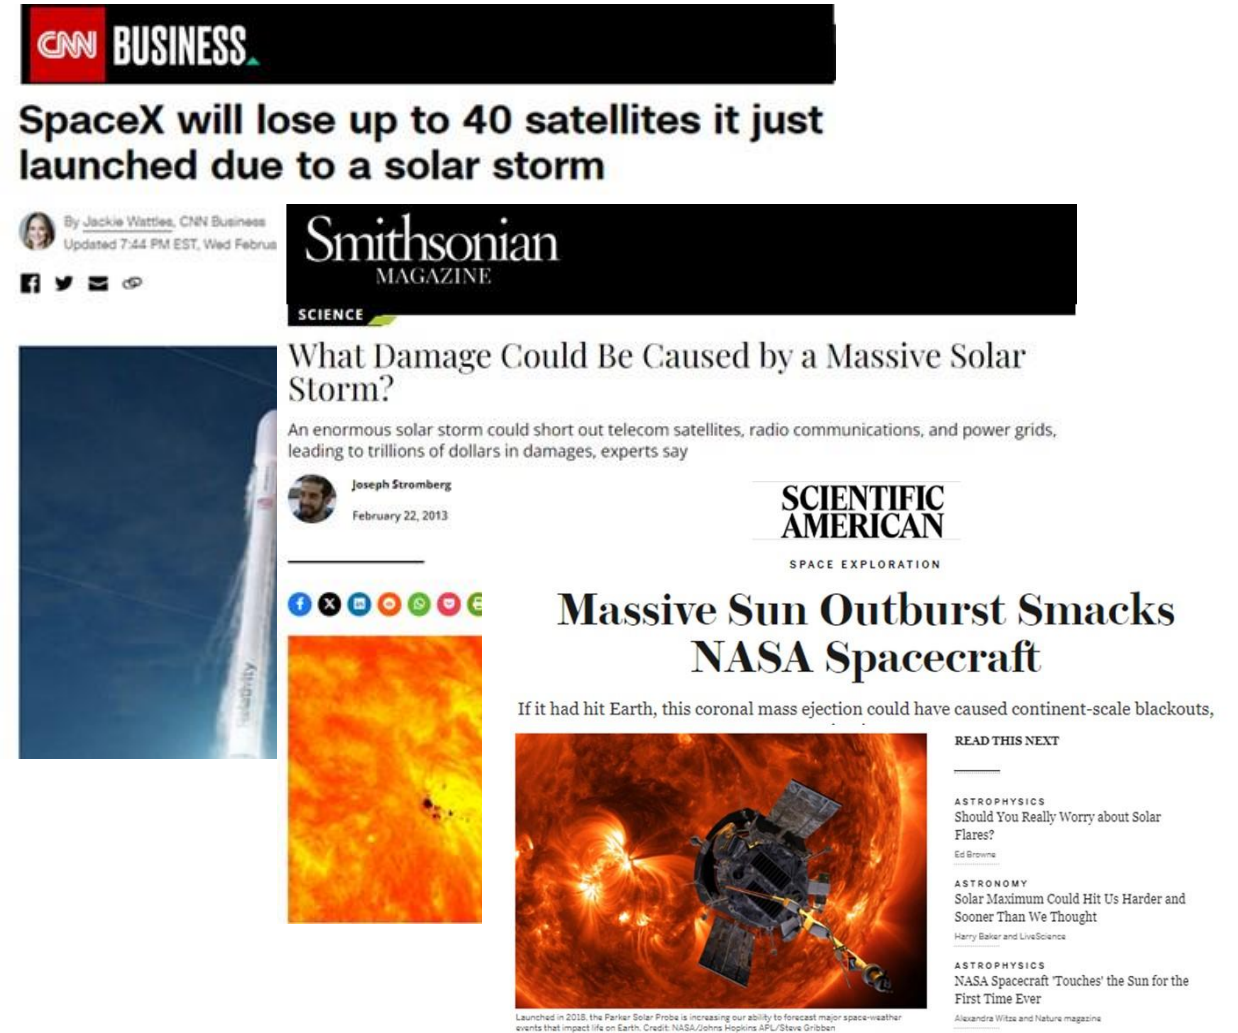 CNN BUSINESS
SpaceX will lose up to 40 satellites it just
launched due to a solar storm
By Jackie Wattles, CNN Business
Updated 7:44 PM EST, Wed Februa
Smithsonian
MAGAZINE
SCIENCE
What Damage Could Be Caused by a Massive Solar
Storm?
An enormous solar storm could short out telecom satellites, radio communications, and power grids,
leading to trillions of dollars in damages, experts say
Joseph Stromberg
February 22, 2013
Relativity
SCIENTIFIC
AMERICAN
SPACE EXPLORATION
Massive Sun Outburst Smacks
NASA Spacecraft
If it had hit Earth, this coronal mass ejection could have caused continent-scale blackouts,
Launched in 2018, the Parker Solar Probe is increasing our ability to forecast major space-weather
events that impact life on Earth. Credit: NASA/Johns Hopkins APL/Steve Gribben
READ THIS NEXT
ASTROPHYSICS
Should You Really Worry about Solar
Flares?
Ed Browne
ASTRONOMY
Solar Maximum Could Hit Us Harder and
Sooner Than We Thought
Harry Baker and LiveScience
ASTROPHYSICS
NASA Spacecraft 'Touches' the Sun for the
First Time Ever
Alexandra Witze and Nature magazine